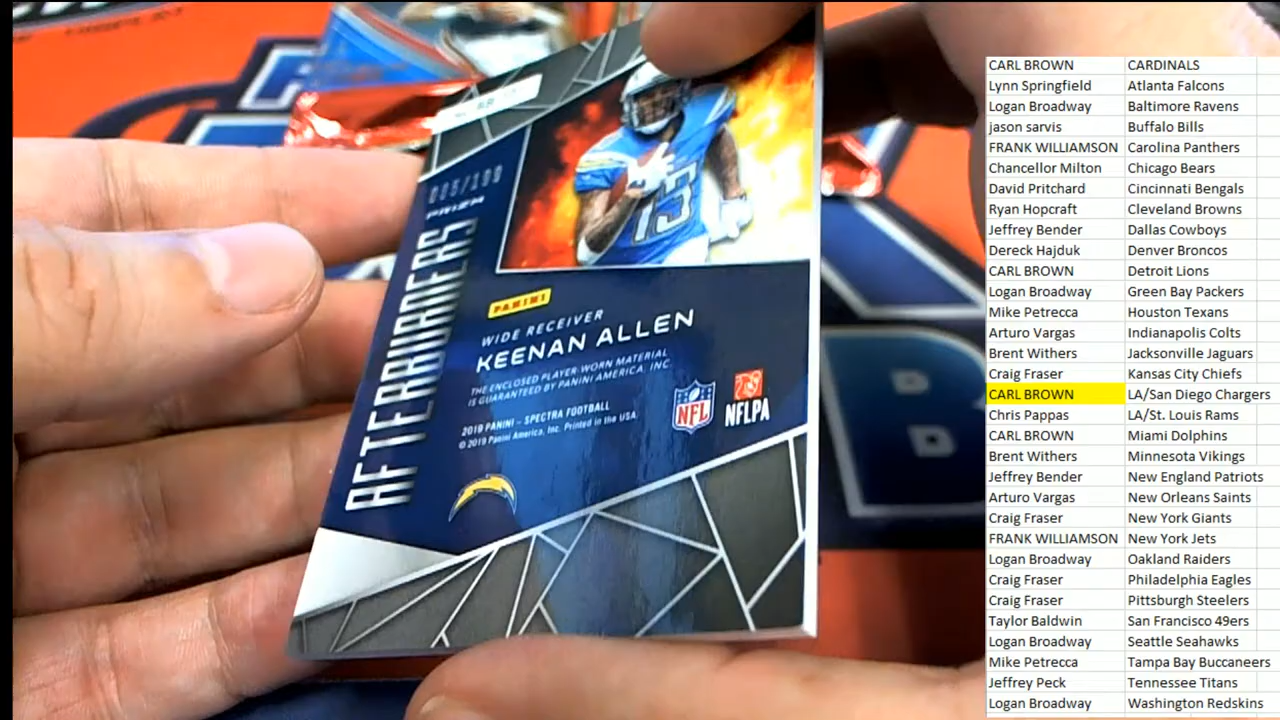 AFTERBURNERS
PRIZM
13
PANINI
WIDE RECEIVER
KEENAN ALLEN
THE ENCLOSED PLAYER-WORN MATERIAL
IS GUARANTEED BY PANINI AMERICA, INC.
2019 PANINI - SPECTRA FOOTBALL
© 2019 Panini America, Inc. Printed in the USA.
NFL
NFLPA
CARL BROWN CARDINALS
Lynn Springfield Atlanta Falcons
Logan Broadway Baltimore Ravens
jason sarvis Buffalo Bills
FRANK WILLIAMSON Carolina Panthers
Chancellor Milton Chicago Bears
David Pritchard Cincinnati Bengals
Ryan Hopcraft Cleveland Browns
Jeffrey Bender Dallas Cowboys
Dereck Hajduk Denver Broncos
CARL BROWN Detroit Lions
Logan Broadway Green Bay Packers
Mike Petrecca Houston Texans
Arturo Vargas Indianapolis Colts
Brent Withers Jacksonville Jaguars
Craig Fraser Kansas City Chiefs
CARL BROWN LA/San Diego Chargers
Chris Pappas LA/St. Louis Rams
CARL BROWN Miami Dolphins
Brent Withers Minnesota Vikings
Jeffrey Bender New England Patriots
Arturo Vargas New Orleans Saints
Craig Fraser New York Giants
FRANK WILLIAMSON New York Jets
Logan Broadway Oakland Raiders
Craig Fraser Philadelphia Eagles
Craig Fraser Pittsburgh Steelers
Taylor Baldwin San Francisco 49ers
Logan Broadway Seattle Seahawks
Mike Petrecca Tampa Bay Buccaneers
Jeffrey Peck Tennessee Titans
Logan Broadway Washington Redskins